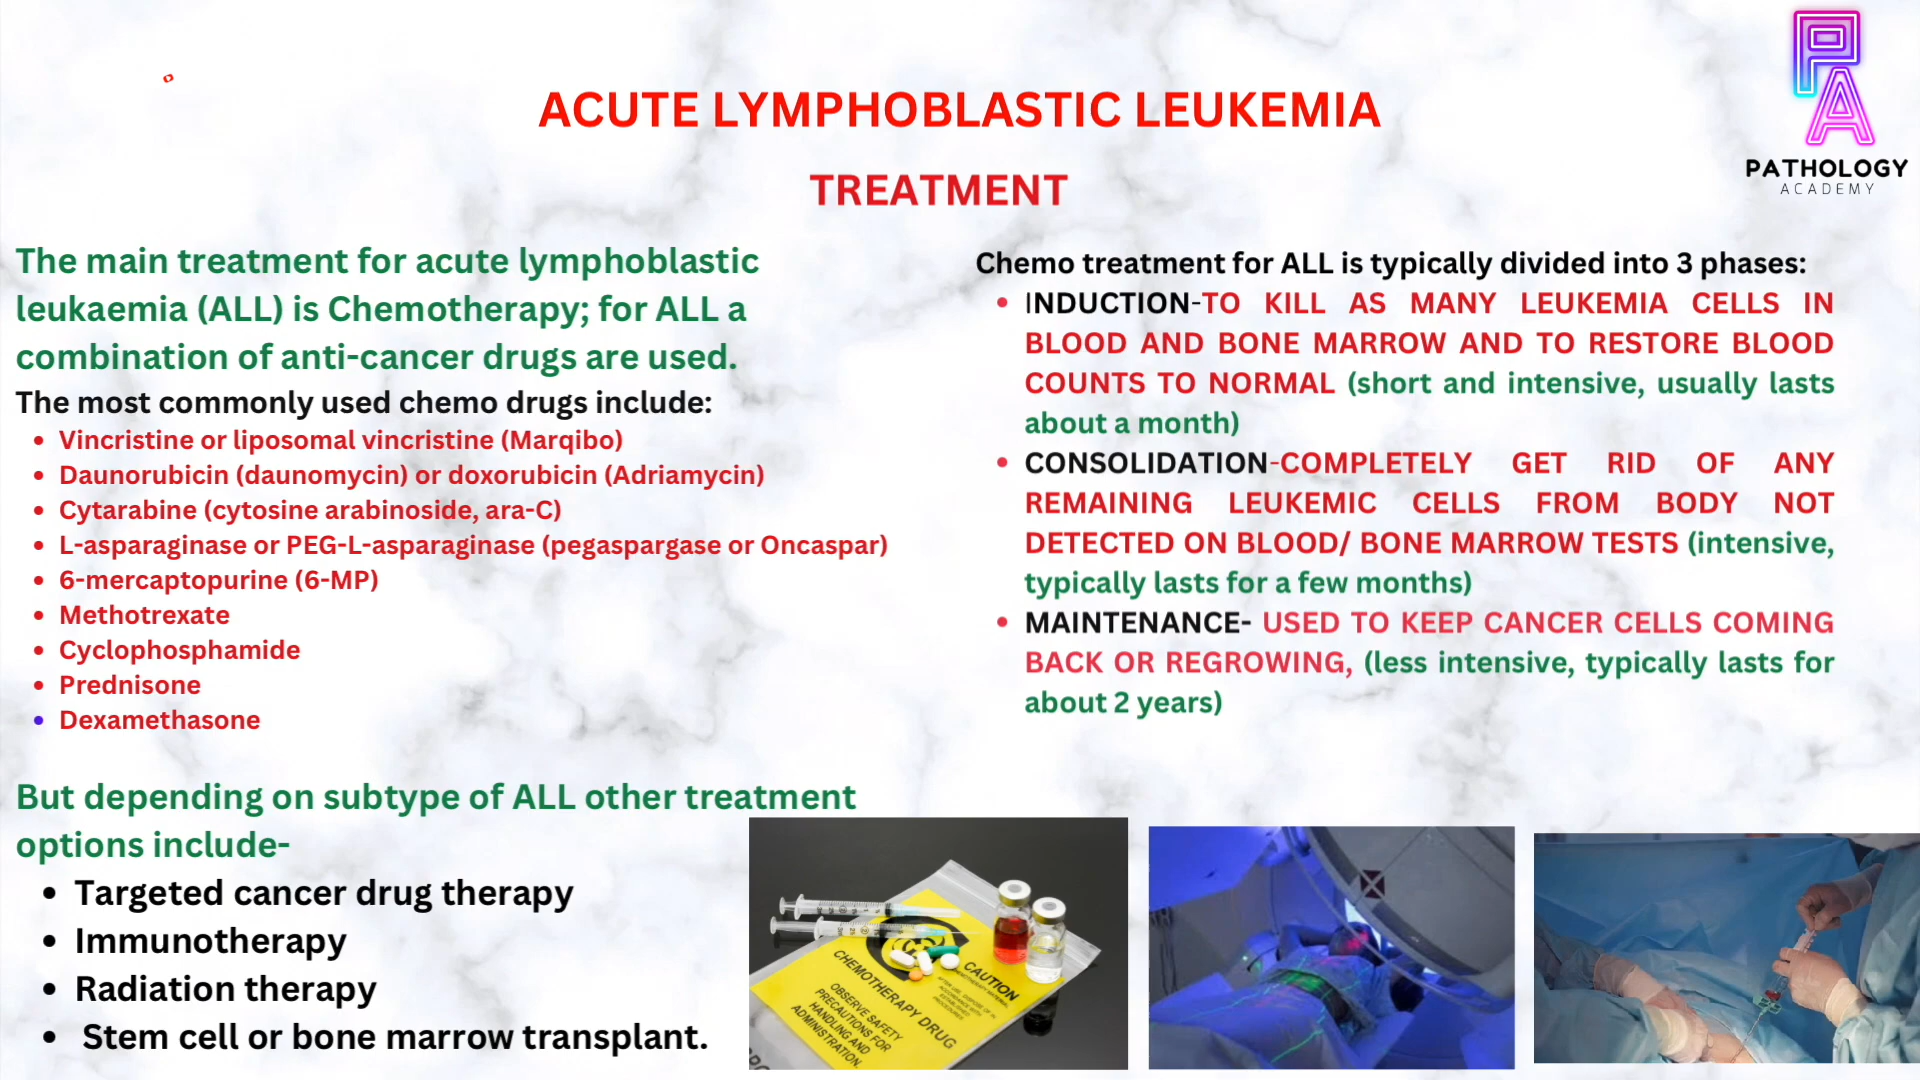 ACUTE LYMPHOBLASTIC LEUKEMIA
TREATMENT
PA
PATHOLOGY
ACADEMY
The main treatment for acute lymphoblastic
leukaemia (ALL) is Chemotherapy; for ALL a
combination of anti-cancer drugs are used.
The most commonly used chemo drugs include:
• Vincristine or liposomal vincristine (Marqibo)
• Daunorubicin (daunomycin) or doxorubicin (Adriamycin)
• Cytarabine (cytosine arabinoside, ara-C)
• L-asparaginase or PEG-L-asparaginase (pegaspargase or Oncaspar)
• 6-mercaptopurine (6-MP)
• Methotrexate
• Cyclophosphamide
• Prednisone
• Dexamethasone
But depending on subtype of ALL other treatment
options include-
• Targeted cancer drug therapy
• Immunotherapy
• Radiation therapy
• Stem cell or bone marrow transplant.
Chemo treatment for ALL is typically divided into 3 phases:
• INDUCTION-TO KILL AS MANY LEUKEMIA CELLS IN
BLOOD AND BONE MARROW AND TO RESTORE BLOOD
COUNTS TO NORMAL (short and intensive, usually lasts
about a month)
• CONSOLIDATION-COMPLETELY GET RID OF ANY
REMAINING LEUKEMIC CELLS FROM BODY NOT
DETECTED ON BLOOD/ BONE MARROW TESTS (intensive,
typically lasts for a few months)
• MAINTENANCE- USED TO KEEP CANCER CELLS COMING
BACK OR REGROWING, (less intensive, typically lasts for
about 2 years)
CAUTION
CHEMOTHERAPY DRUG
OBSERVE SAFETY
PRECAUTIONS FOR
HANDLING AND
ADMINISTRATION